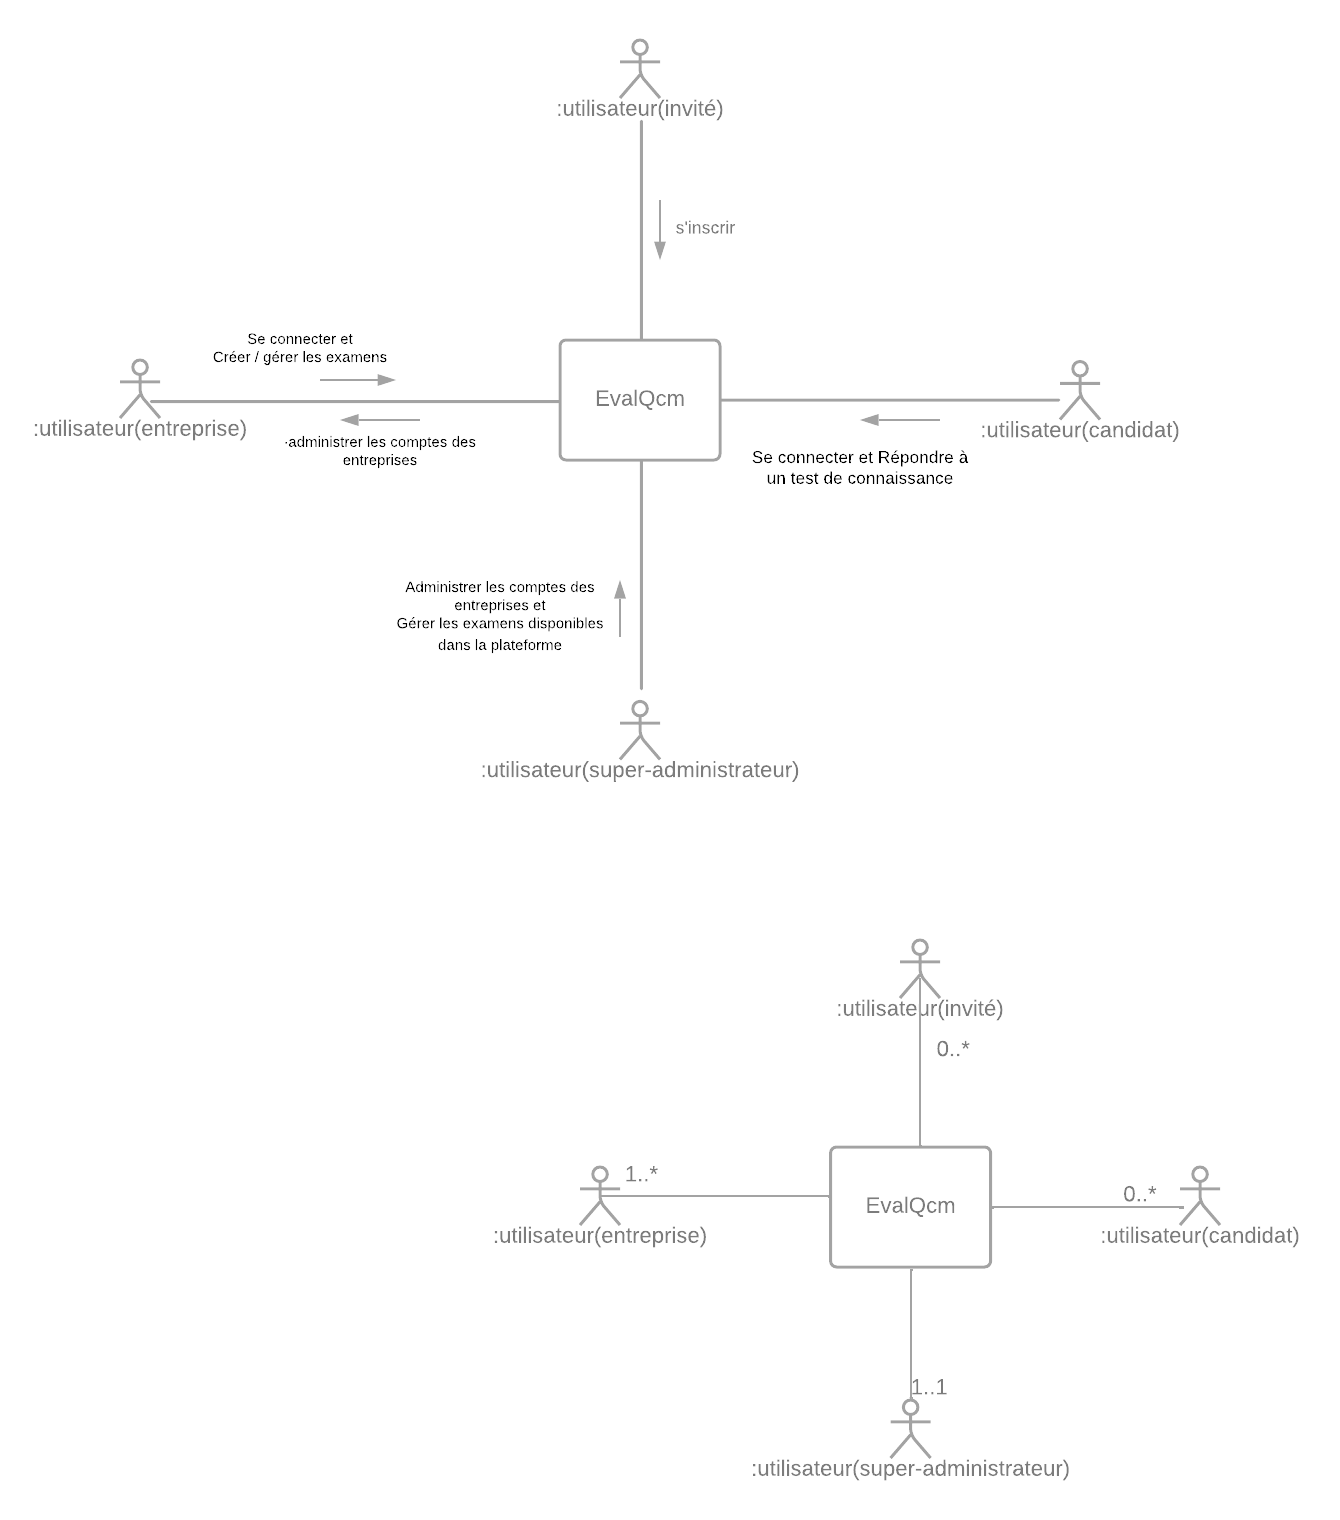 :utilisateur(invité)
s'inscrir
Se connecter et
Créer / gérer les examens
EvalQcm
:utilisateur(entreprise)
·administrer les comptes des
entreprises
:utilisateur(candidat)
Se connecter et Répondre à
un test de connaissance
Administrer les comptes des
entreprises et
Gérer les examens disponibles
dans la plateforme
:utilisateur(super-administrateur)
:utilisateur(invité)
0..*
1..*
0..*
EvalQcm
:utilisateur(entreprise)
:utilisateur(candidat)
1..1
:utilisateur(super-administrateur)